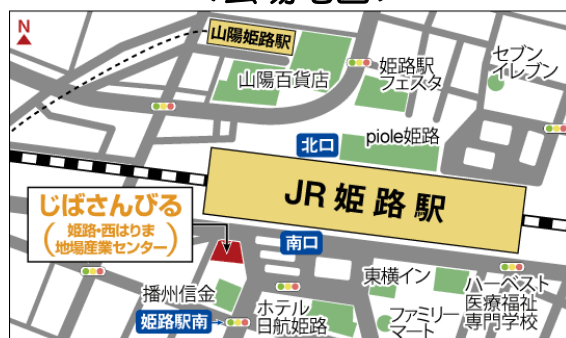 N
山陽姫路駅
山陽百貨店
姫路駅
フェスタ
セブン
イレブン
北口
piole姫路
JR姫路駅
じばさんびる
(姫路・西はりま
地場産業センター)
南口
播州信金
姫路駅南
ホテル
日航姫路
東横イン
ファミリー
マート
ハーベスト
医療福祉
専門学校